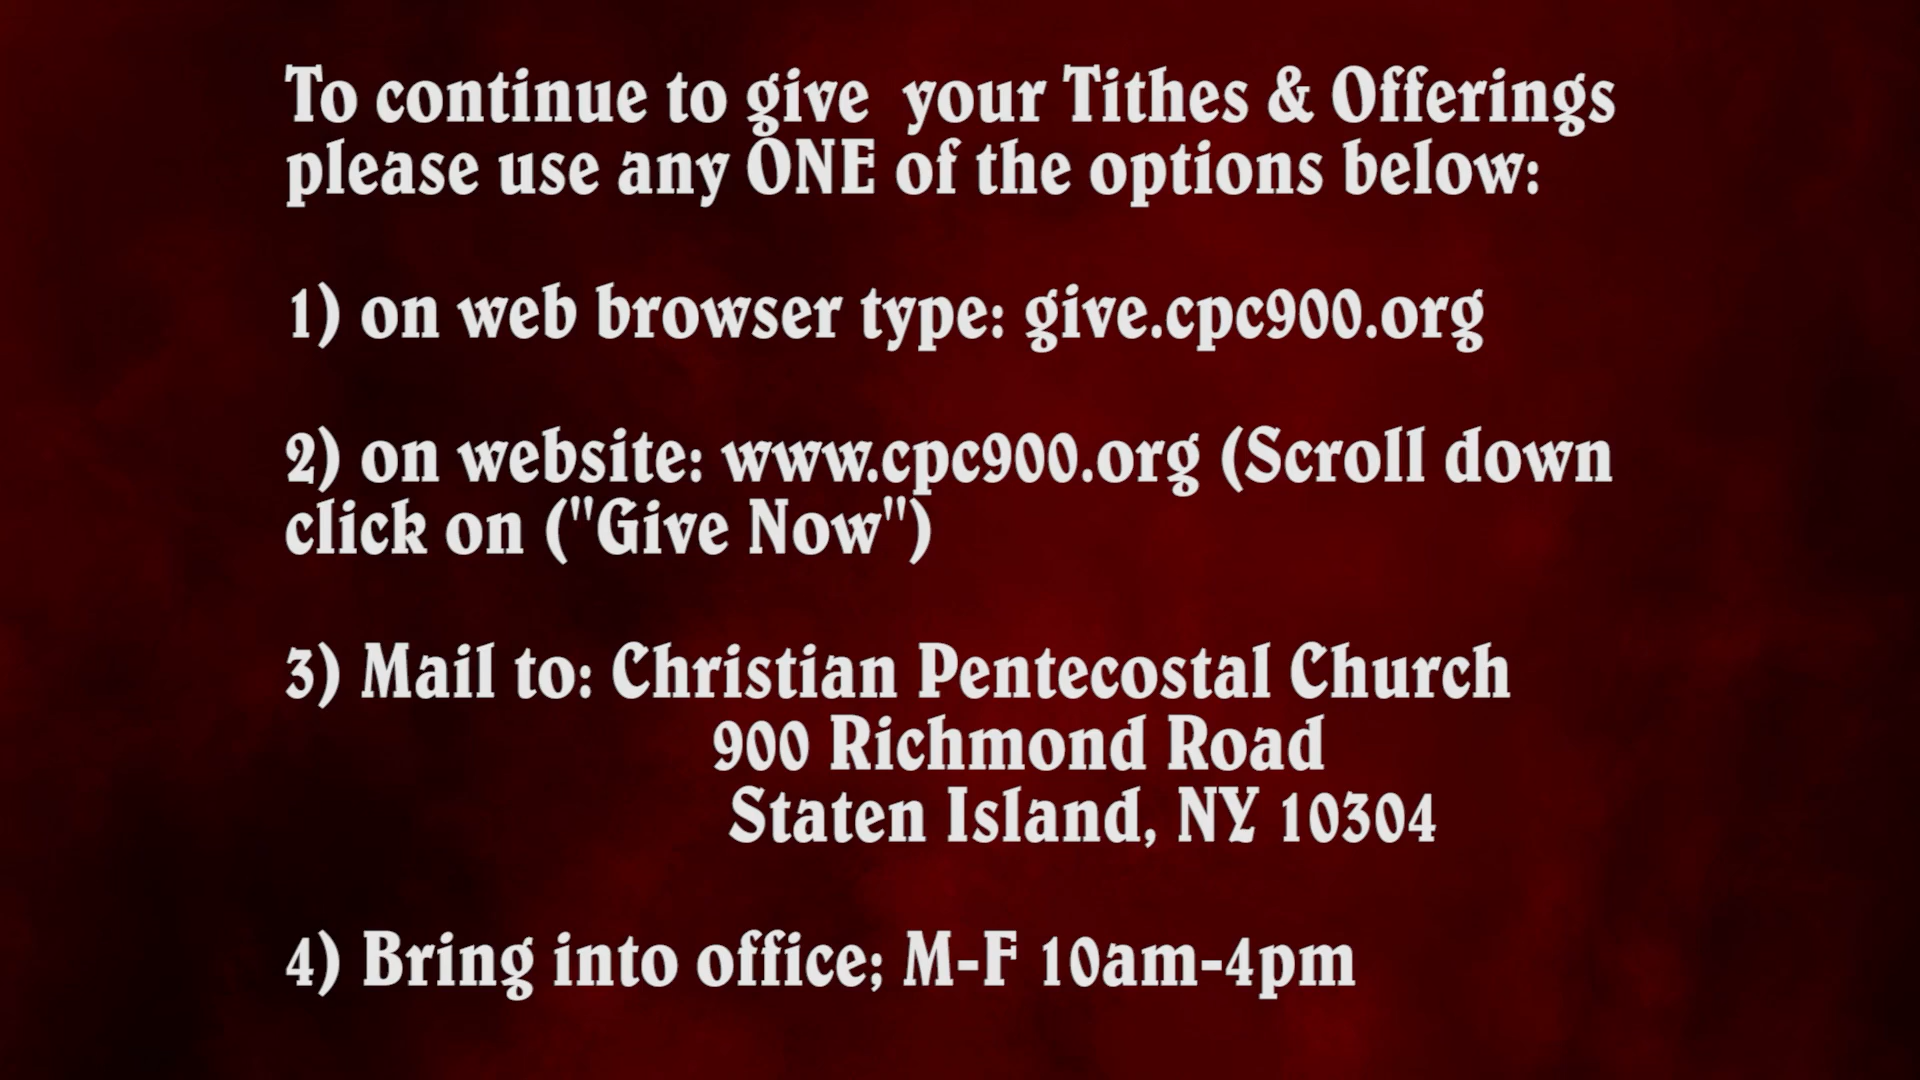 To continue to give  your Tithes & Offerings
please use any ONE of the options below:
1) on web browser type: give.cpc900.org
2) on website: www.cpc900.org (Scroll down
click on ("Give Now")
3) Mail to: Christian Pentecostal Church
900 Richmond Road
Staten Island, NY 10304
4) Bring into office; M-F 10am-4pm